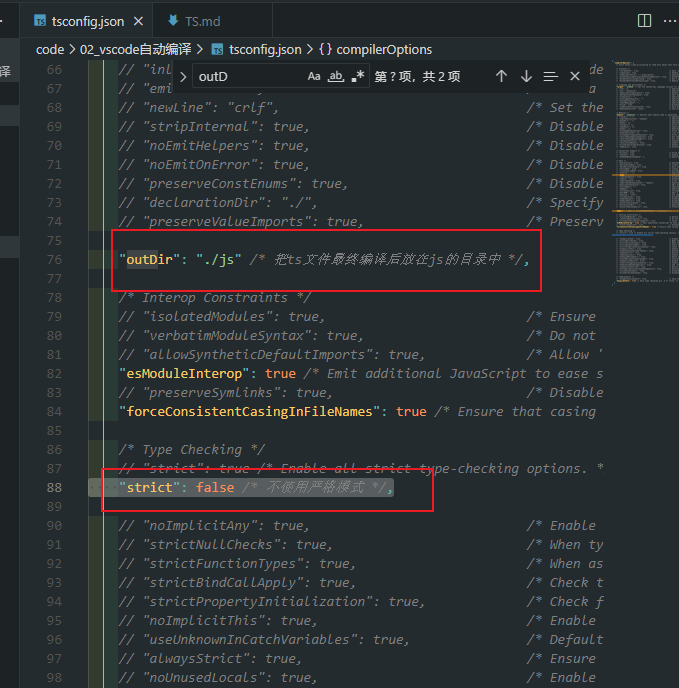 tsconfig.json
TS.md
code > 02_vscode自动编译 > tsconfig.json > {} compilerOptions
译
outD
Aa ab .*
第 ? 项，共 2 项
66 // "inl de
67 // "emi a
68 // "newLine": "crlf", /* Set the
69 // "stripInternal": true, /* Disable
70 // "noEmitHelpers": true, /* Disable
71 // "noEmitOnError": true, /* Disable
72 // "preserveConstEnums": true, /* Disable
73 // "declarationDir": "./", /* Specify
74 // "preserveValueImports": true, /* Preserv
75
76 "outDir": "./js" /* 把ts文件最终编译后放在js的目录中 */,
77
78 /* Interop Constraints */
79 // "isolatedModules": true, /* Ensure
80 // "verbatimModuleSyntax": true, /* Do not
81 // "allowSyntheticDefaultImports": true, /* Allow '
82 "esModuleInterop": true /* Emit additional JavaScript to ease s
83 // "preserveSymlinks": true, /* Disable
84 "forceConsistentCasingInFileNames": true /* Ensure that casing
85
86 /* Type Checking */
87 // "strict": true /* Enable all strict type-checking options. *
88 "strict": false /* 不使用严格模式 */,
89
90 // "noImplicitAny": true, /* Enable
91 // "strictNullChecks": true, /* When ty
92 // "strictFunctionTypes": true, /* When as
93 // "strictBindCallApply": true, /* Check t
94 // "strictPropertyInitialization": true, /* Check f
95 // "noImplicitThis": true, /* Enable
96 // "useUnknownInCatchVariables": true, /* Default
97 // "alwaysStrict": true, /* Ensure
98 // "noUnusedLocals": true, /* Enable